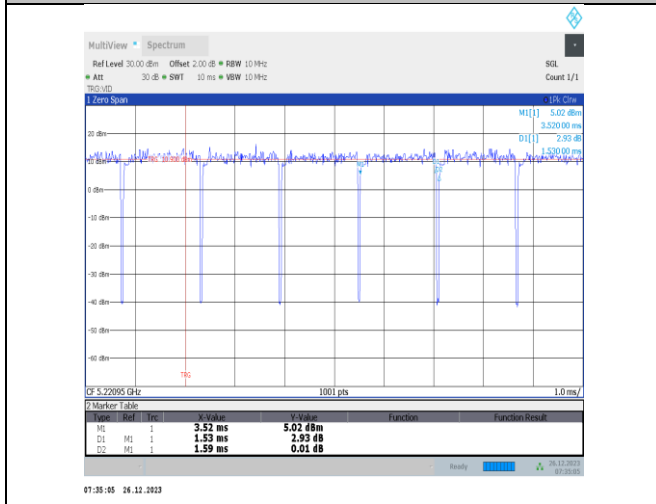 MultiView Spectrum
Ref Level 30.00 dBm Offset 2.00 dB RBW 10 MHz SGL
Att 30 dB SWT 10 ms VBW 10 MHz Count 1/1
TRG:VID
1 Zero Span 1Pk Clrw
M1[1] 5.02 dBm
3.520 00 ms
D1[1] 2.93 dB
1.530 00 ms
20 dBm
10 dBm
M1
0 dBm
-10 dBm
-20 dBm
-30 dBm
-40 dBm
-50 dBm
-60 dBm
TRG
CF 5.22095 GHz 1001 pts 1.0 ms/
2 Marker Table
Type Ref Trc X-Value Y-Value Function Function Result
M1 1 3.52 ms 5.02 dBm
D1 M1 1 1.53 ms 2.93 dB
D2 M1 1 1.59 ms 0.01 dB
Ready 26.12.2023
07:35:05
07:35:05 26.12.2023